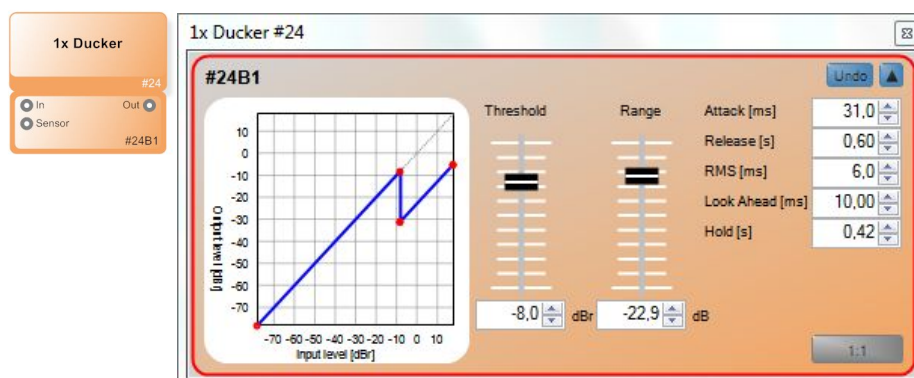 1x Ducker
#24
In Out
Sensor
#24B1
1x Ducker #24
#24B1
Undo
Threshold Range
Attack [ms] 31,0
Release [s] 0,60
RMS [ms] 6,0
Look Ahead [ms] 10,00
Hold [s] 0,42
Output level [dBr]
10
0
-10
-20
-30
-40
-50
-60
-70
-70 -60 -50 -40 -30 -20 -10 0 10
Input level [dBr]
-8,0 dBr -22,9 dB
1:1